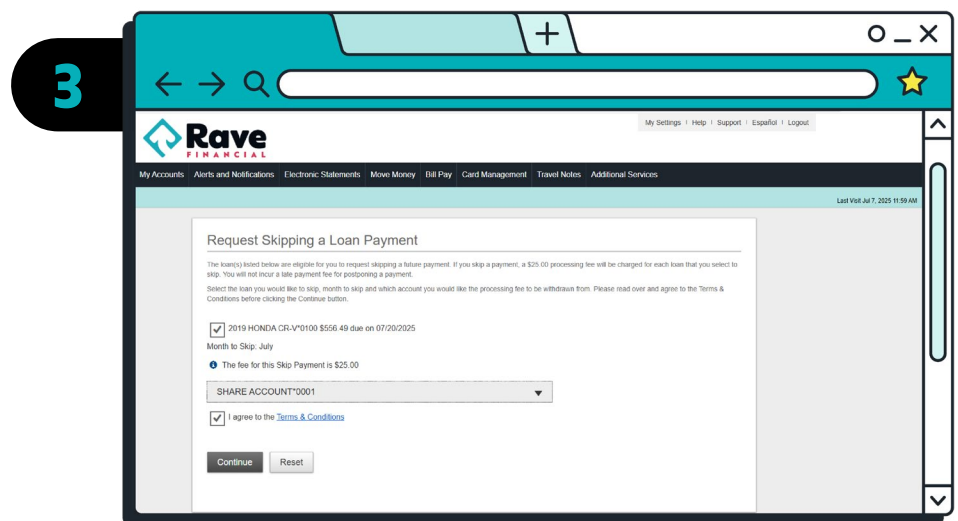 3
My Settings | Help | Support | Español | Logout
Rave
FINANCIAL
My Accounts Alerts and Notifications Electronic Statements Move Money Bill Pay Card Management Travel Notes Additional Services
Last Visit Jul 7, 2025 11:59 AM
Request Skipping a Loan Payment
The loan(s) listed below are eligible for you to request skipping a future payment. If you skip a payment, a $25.00 processing fee will be charged for each loan that you select to
skip. You will not incur a late payment fee for postponing a payment.
Select the loan you would like to skip, month to skip and which account you would like the processing fee to be withdrawn from. Please read over and agree to the Terms &
Conditions before clicking the Continue button.
2019 HONDA CR-V*0100 $556.49 due on 07/20/2025
Month to Skip: July
The fee for this Skip Payment is $25.00
SHARE ACCOUNT*0001
I agree to the Terms & Conditions
Continue Reset